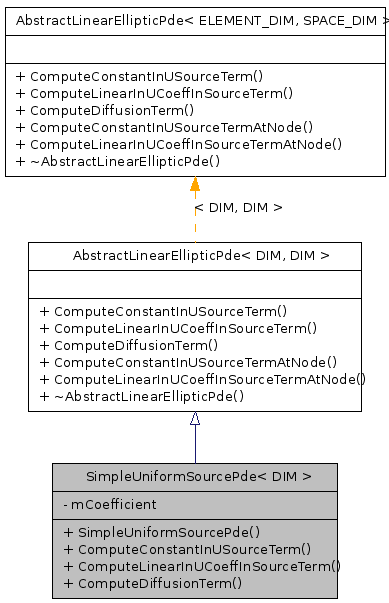 AbstractLinearEllipticPde< ELEMENT_DIM, SPACE_DIM >
+ ComputeConstantInUSourceTerm()
+ ComputeLinearInUCoeffInSourceTerm()
+ ComputeDiffusionTerm()
+ ComputeConstantInUSourceTermAtNode()
+ ComputeLinearInUCoeffInSourceTermAtNode()
+ ~AbstractLinearEllipticPde()
< DIM, DIM >
AbstractLinearEllipticPde< DIM, DIM >
+ ComputeConstantInUSourceTerm()
+ ComputeLinearInUCoeffInSourceTerm()
+ ComputeDiffusionTerm()
+ ComputeConstantInUSourceTermAtNode()
+ ComputeLinearInUCoeffInSourceTermAtNode()
+ ~AbstractLinearEllipticPde()
SimpleUniformSourcePde< DIM >
- mCoefficient
+ SimpleUniformSourcePde()
+ ComputeConstantInUSourceTerm()
+ ComputeLinearInUCoeffInSourceTerm()
+ ComputeDiffusionTerm()